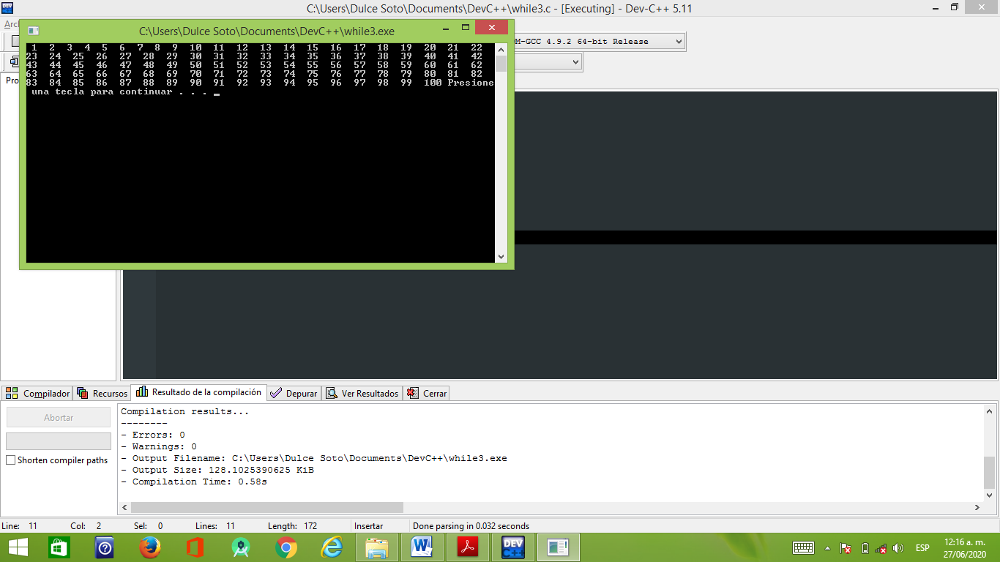 C:\Users\Dulce Soto\Documents\DevC++\while3.c - [Executing] - Dev-C++ 5.11
C:\Users\Dulce Soto\Documents\DevC++\while3.exe
M-GCC 4.9.2 64-bit Release
1 2 3 4 5 6 7 8 9 10 11 12 13 14 15 16 17 18 19 20 21 22
23 24 25 26 27 28 29 30 31 32 33 34 35 36 37 38 39 40 41 42
43 44 45 46 47 48 49 50 51 52 53 54 55 56 57 58 59 60 61 62
63 64 65 66 67 68 69 70 71 72 73 74 75 76 77 78 79 80 81 82
83 84 85 86 87 88 89 90 91 92 93 94 95 96 97 98 99 100 Presione
una tecla para continuar . . .
Compilador Recursos Resultado de la compilación Depurar Ver Resultados Cerrar
Abortar
Shorten compiler paths
Compilation results...
--------
- Errors: 0
- Warnings: 0
- Output Filename: C:\Users\Dulce Soto\Documents\DevC++\while3.exe
- Output Size: 128.1025390625 KiB
- Compilation Time: 0.58s
Line: 11 Col: 2 Sel: 0 Lines: 11 Length: 172 Insertar Done parsing in 0.032 seconds
DEV C++
ESP
12:16 a. m.
27/06/2020